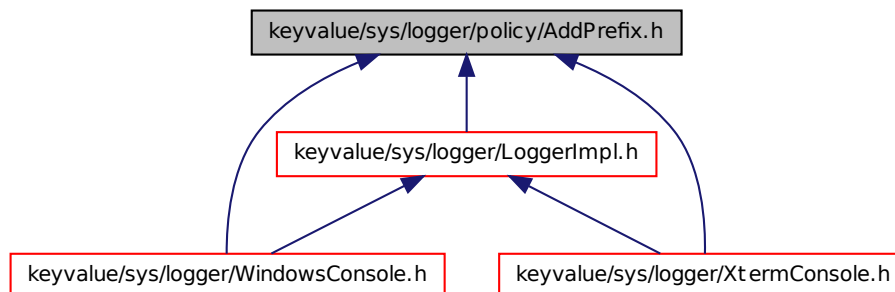 keyvalue/sys/logger/policy/AddPrefix.h
keyvalue/sys/logger/LoggerImpl.h
keyvalue/sys/logger/WindowsConsole.h
keyvalue/sys/logger/XtermConsole.h